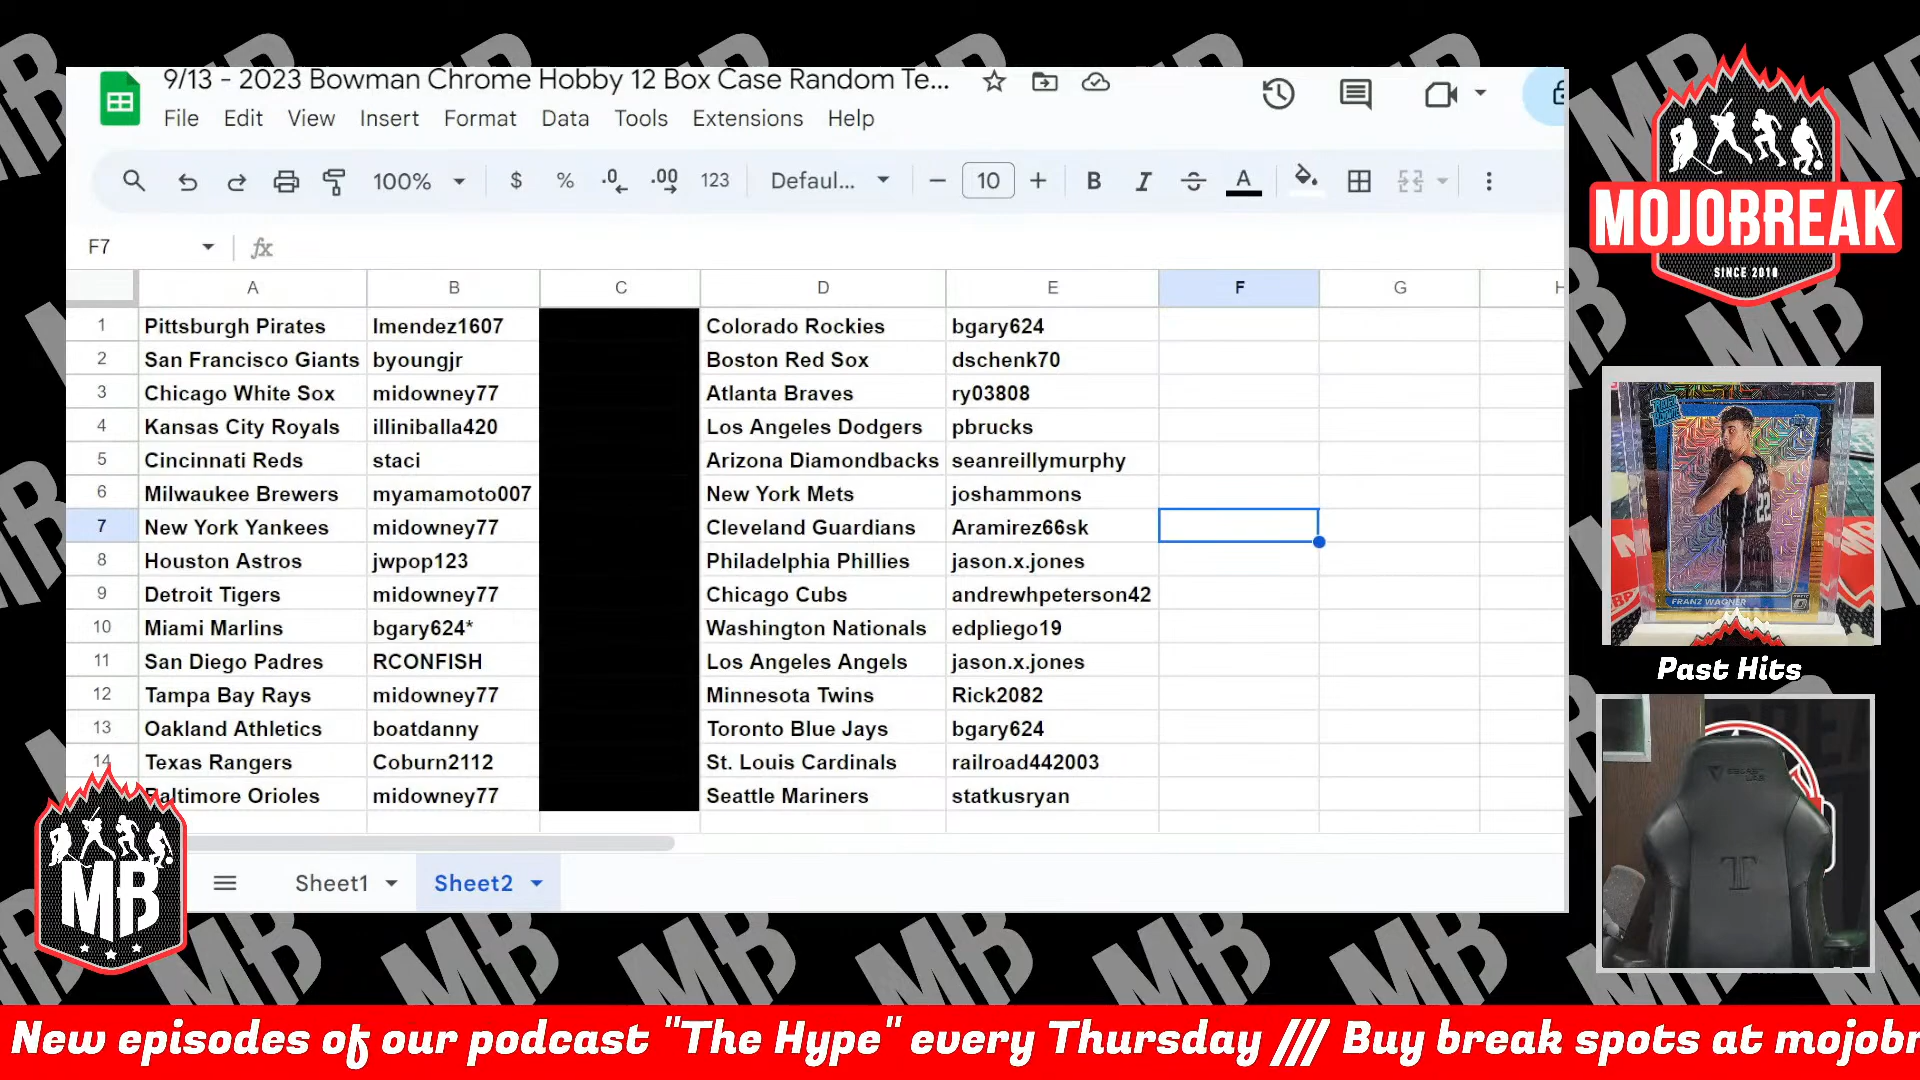 9/13 - 2023 Bowman Chrome Hobby 12 Box Case Random Te...
File Edit View Insert Format Data Tools Extensions Help
100% $ % .0 .00 123 Defaul... 10 B I A
F7 fx
A B C D E F G H
1 Pittsburgh Pirates lmendez1607 Colorado Rockies bgary624
2 San Francisco Giants byoungjr Boston Red Sox dschenk70
3 Chicago White Sox midowney77 Atlanta Braves ry03808
4 Kansas City Royals illiniballa420 Los Angeles Dodgers pbrucks
5 Cincinnati Reds staci Arizona Diamondbacks seanreillymurphy
6 Milwaukee Brewers myamamoto007 New York Mets joshammons
7 New York Yankees midowney77 Cleveland Guardians Aramirez66sk
8 Houston Astros jwpop123 Philadelphia Phillies jason.x.jones
9 Detroit Tigers midowney77 Chicago Cubs andrewhpeterson42
10 Miami Marlins bgary624* Washington Nationals edpliego19
11 San Diego Padres RCONFISH Los Angeles Angels jason.x.jones
12 Tampa Bay Rays midowney77 Minnesota Twins Rick2082
13 Oakland Athletics boatdanny Toronto Blue Jays bgary624
14 Texas Rangers Coburn2112 St. Louis Cardinals railroad442003
Baltimore Orioles midowney77 Seattle Mariners statkusryan
Sheet1 Sheet2
MB
MOJOBREAK
SINCE 2010
RATED ROOKIE
22
FRANZ WAGNER
Past Hits
New episodes of our podcast "The Hype" every Thursday /// Buy break spots at mojobr